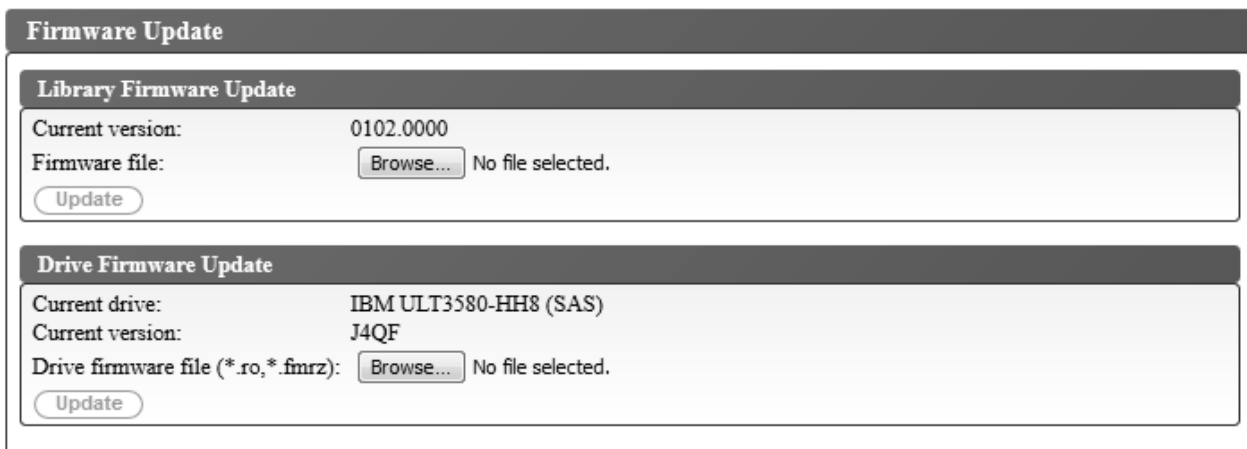 Firmware Update
Library Firmware Update
Current version: 0102.0000
Firmware file: Browse... No file selected.
Update
Drive Firmware Update
Current drive: IBM ULT3580-HH8 (SAS)
Current version: J4QF
Drive firmware file (*.ro,*.fmrz): Browse... No file selected.
Update